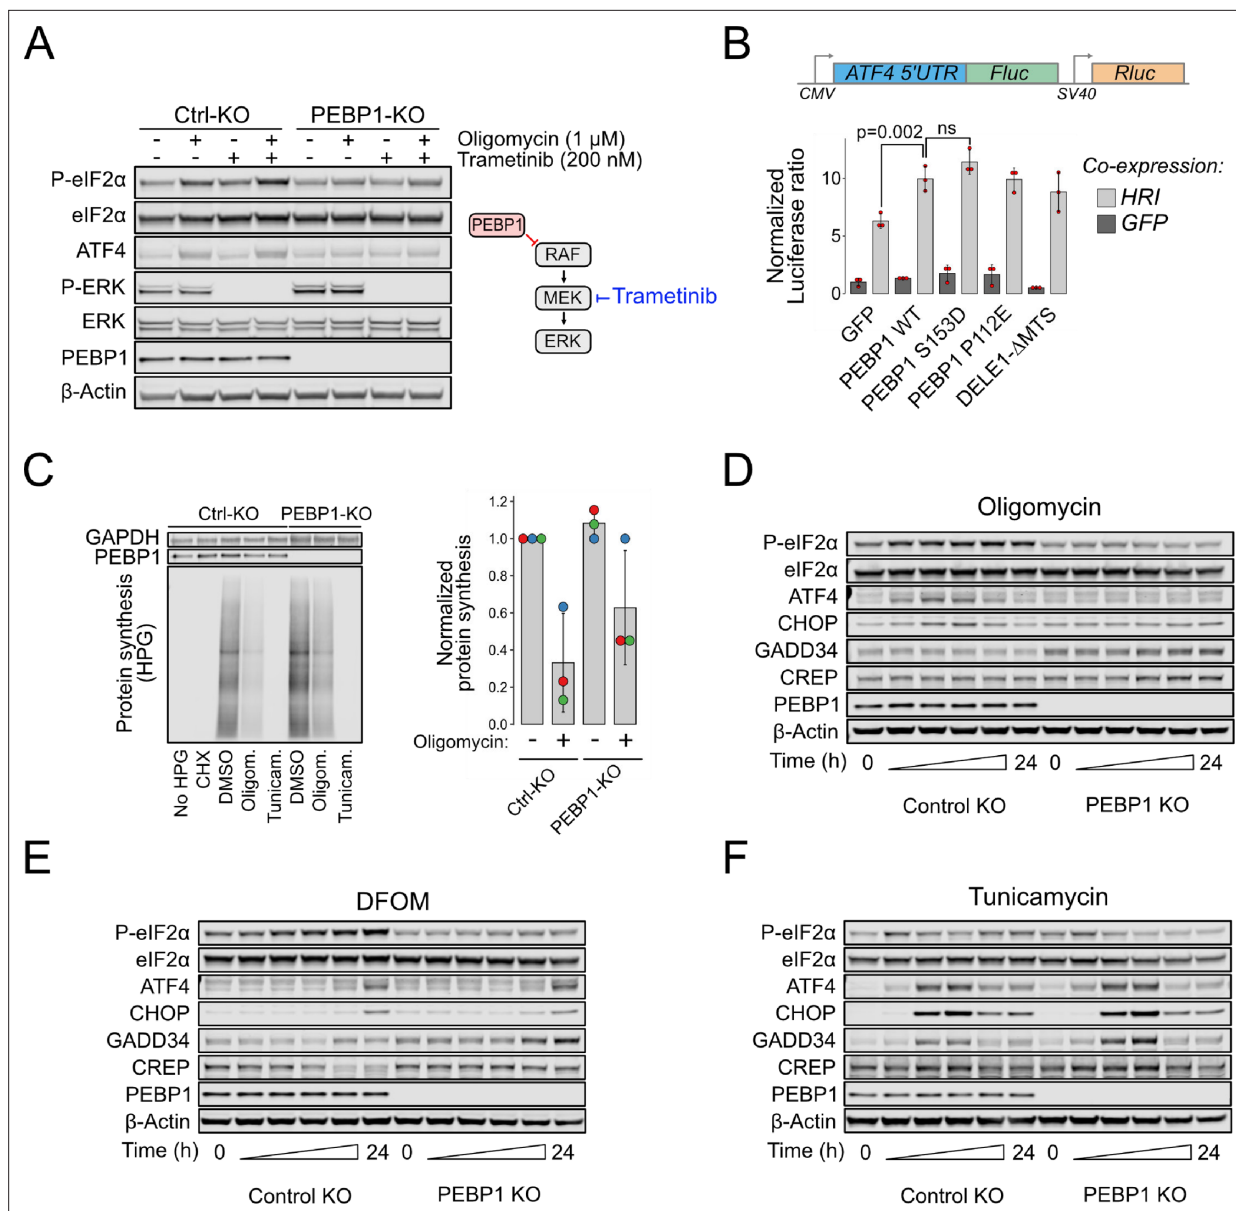 A
Ctrl-KO PEBP1-KO
- + - + - + - + Oligomycin (1 µM)
- - + + - - + + Trametinib (200 nM)
P-eIF2α
eIF2α
ATF4
P-ERK
ERK
PEBP1
β-Actin
PEBP1
RAF
MEK
Trametinib
ERK
B
ATF4 5'UTR Fluc Rluc
CMV SV40
p=0.002 ns
Normalized
Luciferase ratio
10
5
0
GFP
PEBP1 WT
PEBP1 S153D
PEBP1 P112E
DELE1-ΔMTS
Co-expression:
HRI
GFP
C
Ctrl-KO PEBP1-KO
GAPDH
PEBP1
Protein synthesis
(HPG)
No HPG
CHX
DMSO
Oligom.
Tunicam.
DMSO
Oligom.
Tunicam.
Normalized
protein synthesis
1.2
1.0
0.8
0.6
0.4
0.2
0.0
Oligomycin: - + - +
Ctrl-KO
PEBP1-KO
D
Oligomycin
P-eIF2α
eIF2α
ATF4
CHOP
GADD34
CREP
PEBP1
β-Actin
Time (h) 0 24 0 24
Control KO PEBP1 KO
E
DFOM
P-eIF2α
eIF2α
ATF4
CHOP
GADD34
CREP
PEBP1
β-Actin
Time (h) 0 24 0 24
Control KO PEBP1 KO
F
Tunicamycin
P-eIF2α
eIF2α
ATF4
CHOP
GADD34
CREP
PEBP1
β-Actin
Time (h) 0 24 0 24
Control KO PEBP1 KO